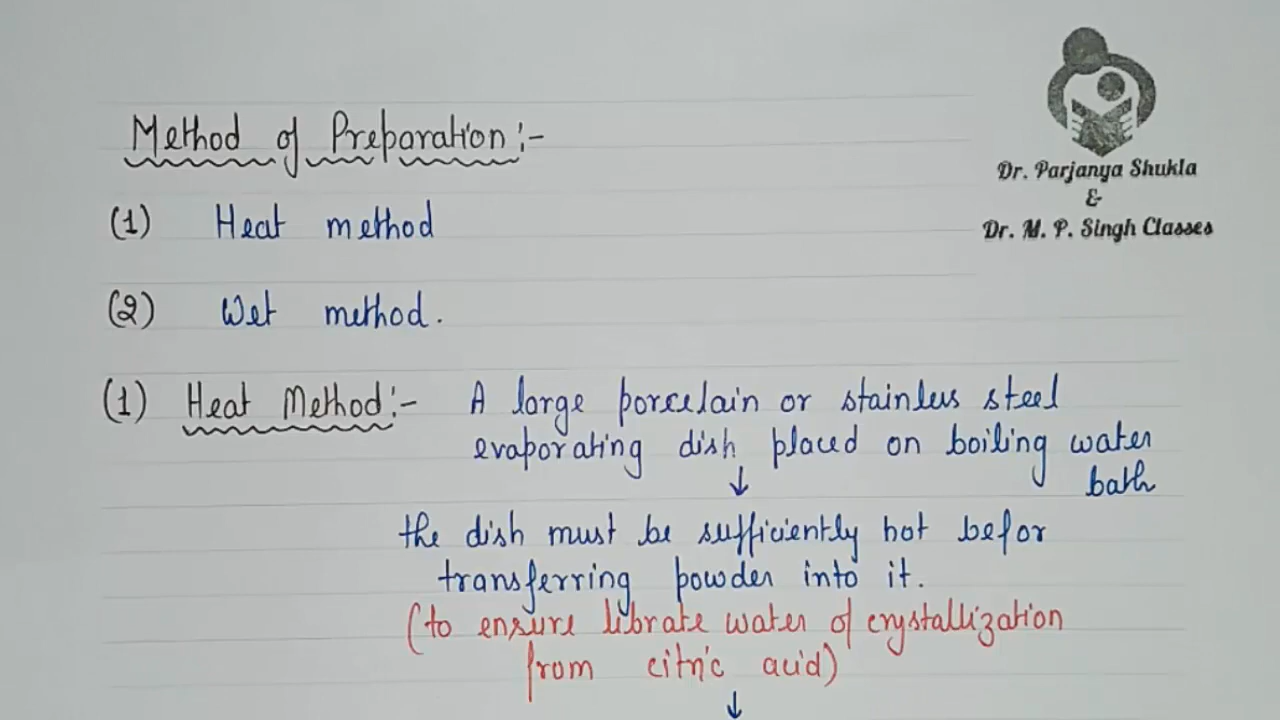 Method of Preparation:-
Dr. Parjanya Shukla
&
Dr. M. P. Singh Classes
(1) Heat method
(2) Wet method.
(1) Heat Method:- A large porcelain or stainless steel
evaporating dish placed on boiling water
bath
↓
the dish must be sufficiently hot befor
transferring powder into it.
↓
(to ensure librate water of crystallization
from citric acid)
↓